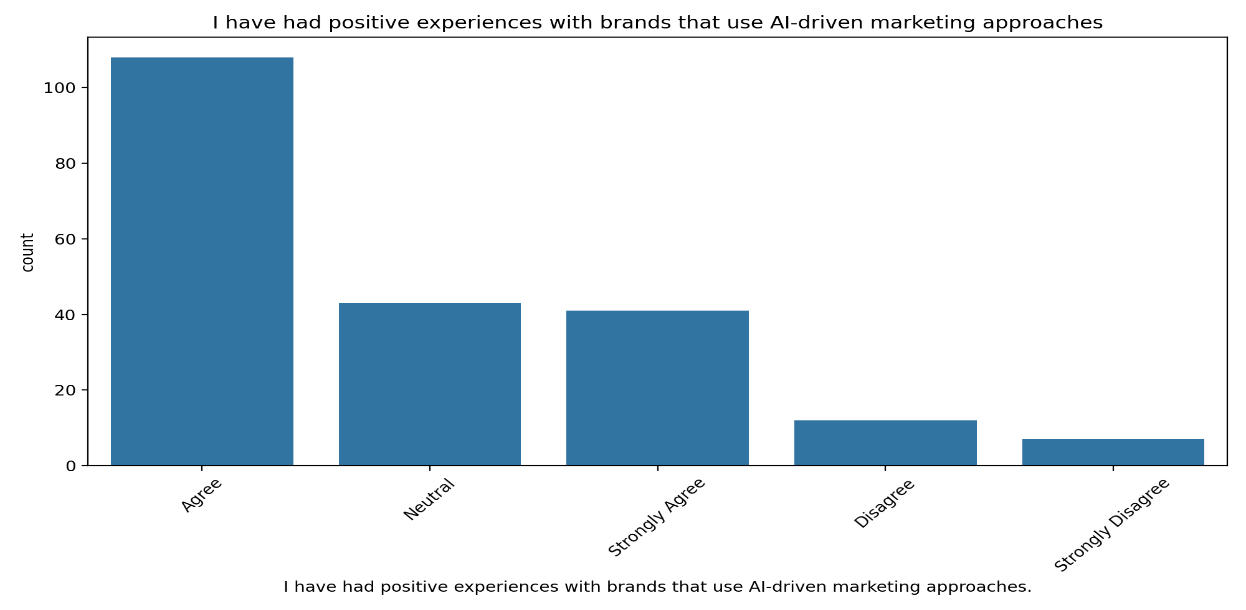 I have had positive experiences with brands that use AI-driven marketing approaches
100
80
60
40
20
0
count
Agree
Neutral
Strongly Agree
Disagree
Strongly Disagree
I have had positive experiences with brands that use AI-driven marketing approaches.